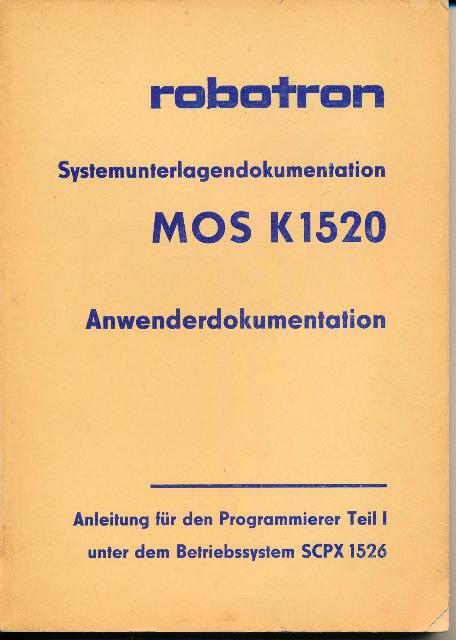 robotron
Systemunterlagendokumentation
MOS K1520
Anwenderdokumentation
Anleitung für den Programmierer Teil I
unter dem Betriebssystem SCPX 1526